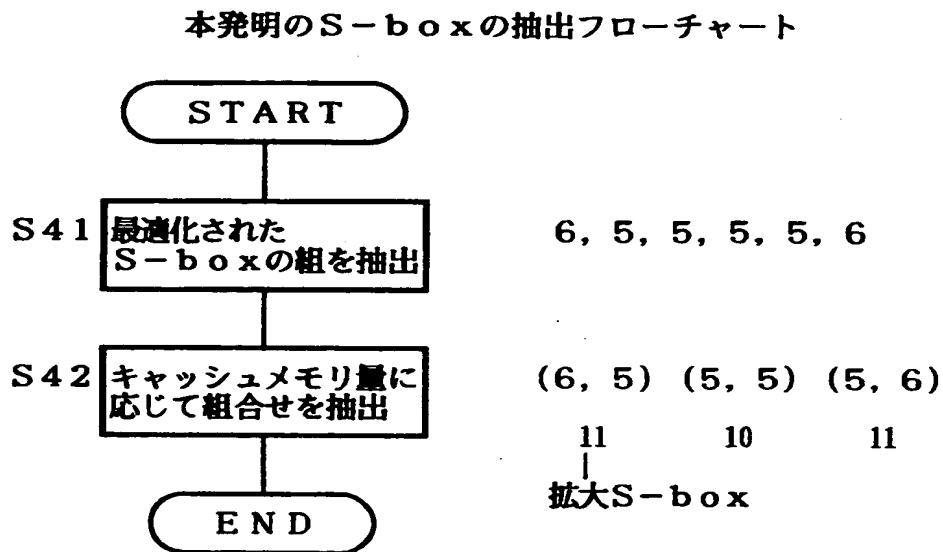 本発明のS－boxの抽出フローチャート
START
S41 最適化された
S－boxの組を抽出
6, 5, 5, 5, 5, 6
S42 キャッシュメモリ量に
応じて組合せを抽出
(6, 5) (5, 5) (5, 6)
11 10 11
拡大S－box
END